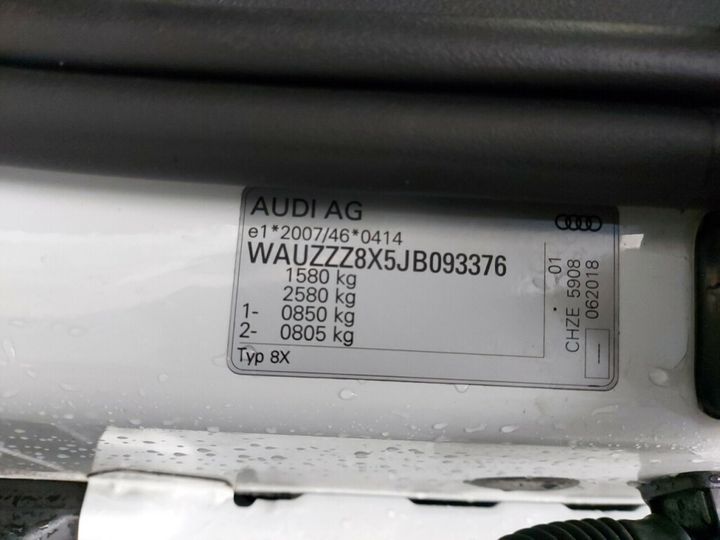 AUDI AG
e1*2007/46*0414
WAUZZZ8X5JB093376
1580 kg
2580 kg
1- 0850 kg
2- 0805 kg
Typ 8X
01
CHZE 5908
062018